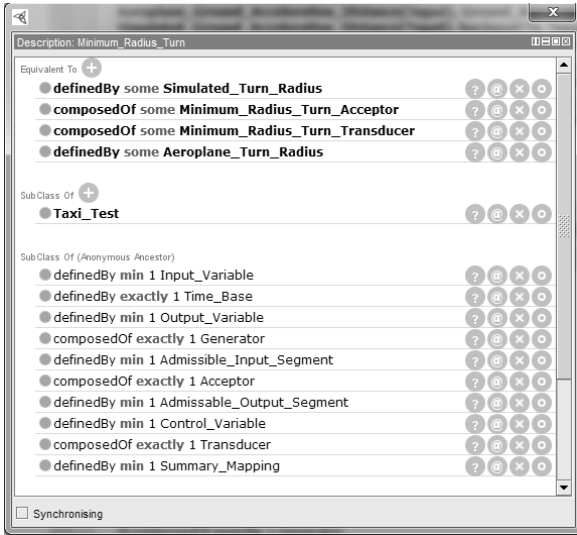 Description: Minimum_Radius_Turn
Equivalent To
definedBy some Simulated_Turn_Radius
composedOf some Minimum_Radius_Turn_Acceptor
composedOf some Minimum_Radius_Turn_Transducer
definedBy some Aeroplane_Turn_Radius
SubClass Of
Taxi_Test
SubClass Of (Anonymous Ancestor)
definedBy min 1 Input_Variable
definedBy exactly 1 Time_Base
definedBy min 1 Output_Variable
composedOf exactly 1 Generator
definedBy min 1 Admissible_Input_Segment
composedOf exactly 1 Acceptor
definedBy min 1 Admissable_Output_Segment
definedBy min 1 Control_Variable
composedOf exactly 1 Transducer
definedBy min 1 Summary_Mapping
Synchronising